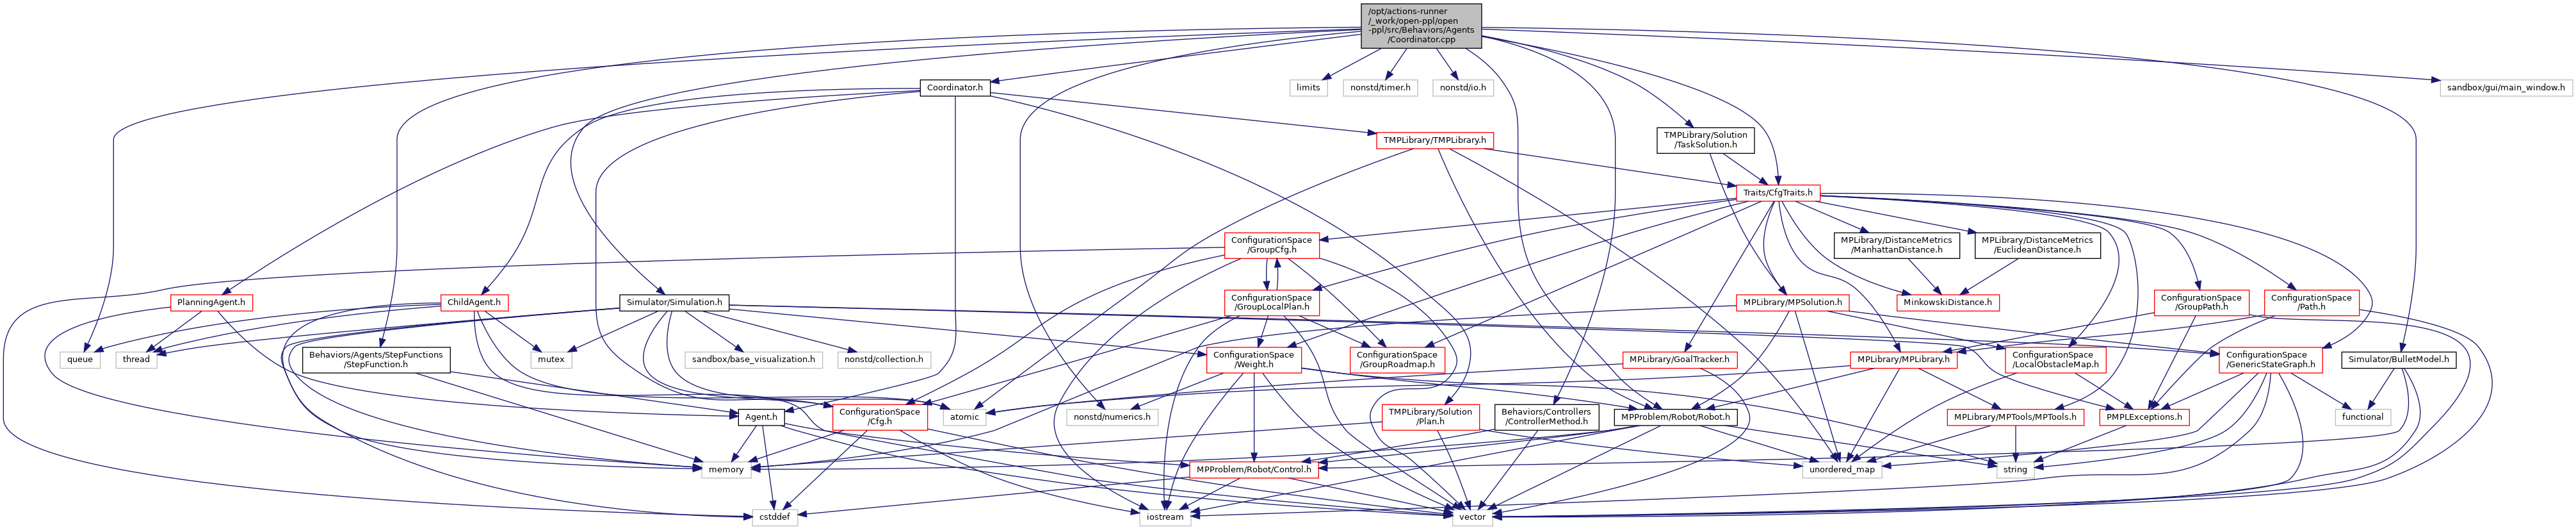 /opt/actions-runner
/_work/open-ppl/open
-ppl/src/Behaviors/Agents
/Coordinator.cpp
Coordinator.h
limits
nonstd/timer.h
nonstd/io.h
sandbox/gui/main_window.h
TMPLibrary/TMPLibrary.h
TMPLibrary/Solution
/TaskSolution.h
Traits/CfgTraits.h
ConfigurationSpace
/GroupCfg.h
MPLibrary/DistanceMetrics
/ManhattanDistance.h
MPLibrary/DistanceMetrics
/EuclideanDistance.h
PlanningAgent.h
ChildAgent.h
Simulator/Simulation.h
ConfigurationSpace
/GroupLocalPlan.h
MPLibrary/MPSolution.h
MinkowskiDistance.h
ConfigurationSpace
/GroupPath.h
ConfigurationSpace
/Path.h
queue
thread
Behaviors/Agents/StepFunctions
/StepFunction.h
mutex
sandbox/base_visualization.h
nonstd/collection.h
ConfigurationSpace
/Weight.h
ConfigurationSpace
/GroupRoadmap.h
MPLibrary/GoalTracker.h
MPLibrary/MPLibrary.h
ConfigurationSpace
/LocalObstacleMap.h
ConfigurationSpace
/GenericStateGraph.h
Simulator/BulletModel.h
Agent.h
ConfigurationSpace
/Cfg.h
atomic
nonstd/numerics.h
TMPLibrary/Solution
/Plan.h
Behaviors/Controllers
/ControllerMethod.h
MPProblem/Robot/Robot.h
MPLibrary/MPTools/MPTools.h
PMPLExceptions.h
functional
memory
MPProblem/Robot/Control.h
unordered_map
string
cstddef
iostream
vector